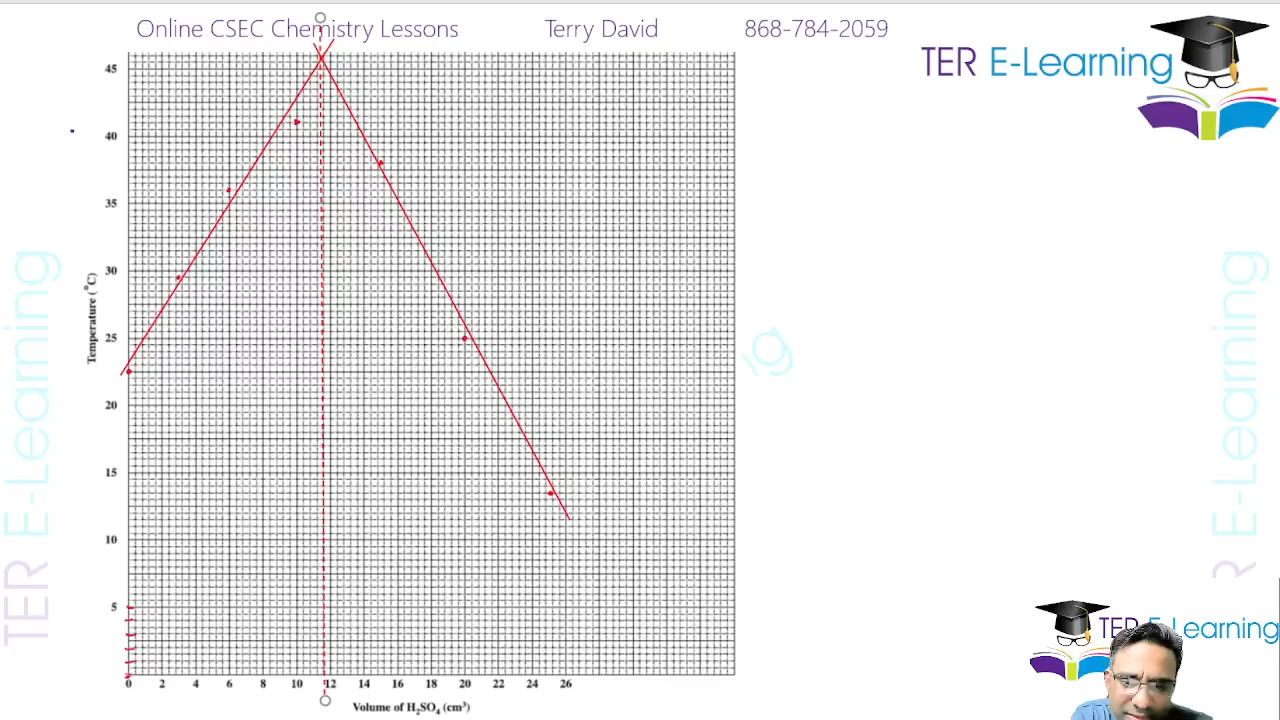 Online CSEC Chemistry Lessons Terry David 868-784-2059
TER E-Learning
45
40
35
30
25
20
15
10
5
Temperature (°C)
0 2 4 6 8 10 12 14 16 18 20 22 24 26
Volume of H₂SO₄ (cm³)
TER E-Learning
TER E-Learning
ig
R E-Learning